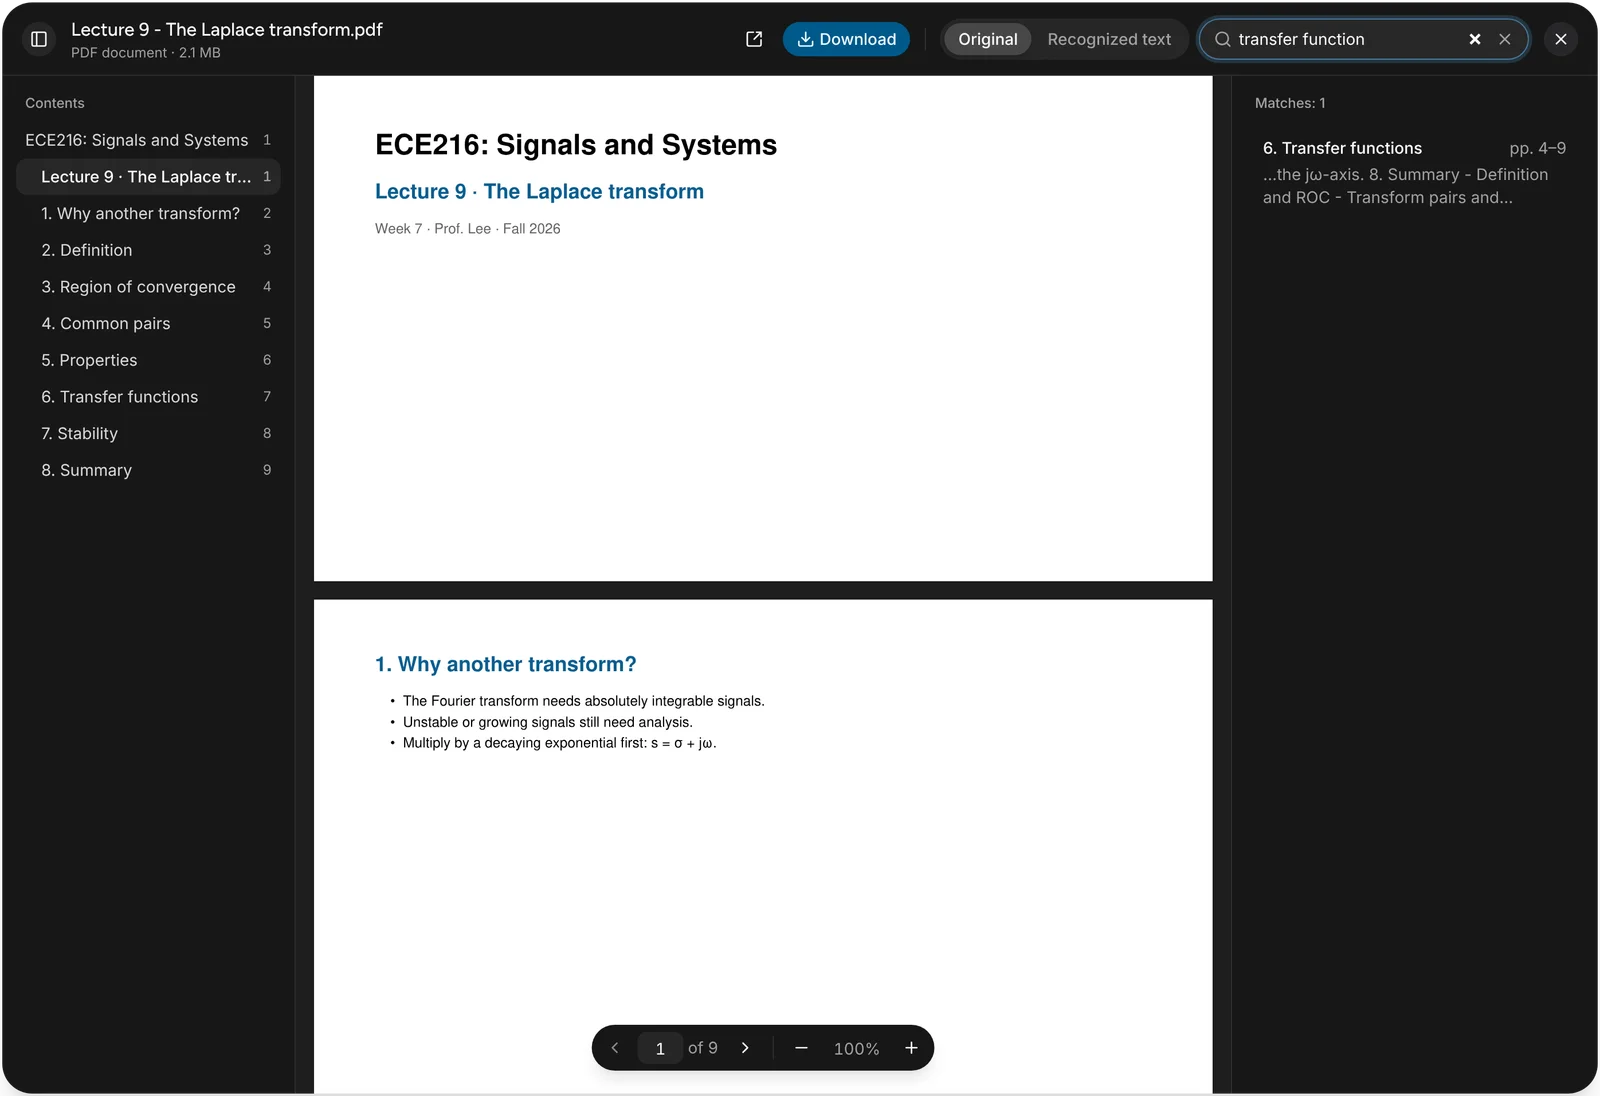 Lecture 9 - The Laplace transform.pdf
PDF document · 2.1 MB
Download
Original
Recognized text
transfer function
Contents
ECE216: Signals and Systems 1
Lecture 9 · The Laplace tr... 1
1. Why another transform? 2
2. Definition 3
3. Region of convergence 4
4. Common pairs 5
5. Properties 6
6. Transfer functions 7
7. Stability 8
8. Summary 9
ECE216: Signals and Systems
Lecture 9 · The Laplace transform
Week 7 · Prof. Lee · Fall 2026
1. Why another transform?
• The Fourier transform needs absolutely integrable signals.
• Unstable or growing signals still need analysis.
• Multiply by a decaying exponential first: s = σ + jω.
1 of 9
100%
Matches: 1
6. Transfer functions pp. 4–9
...the jω-axis. 8. Summary - Definition
and ROC - Transform pairs and...